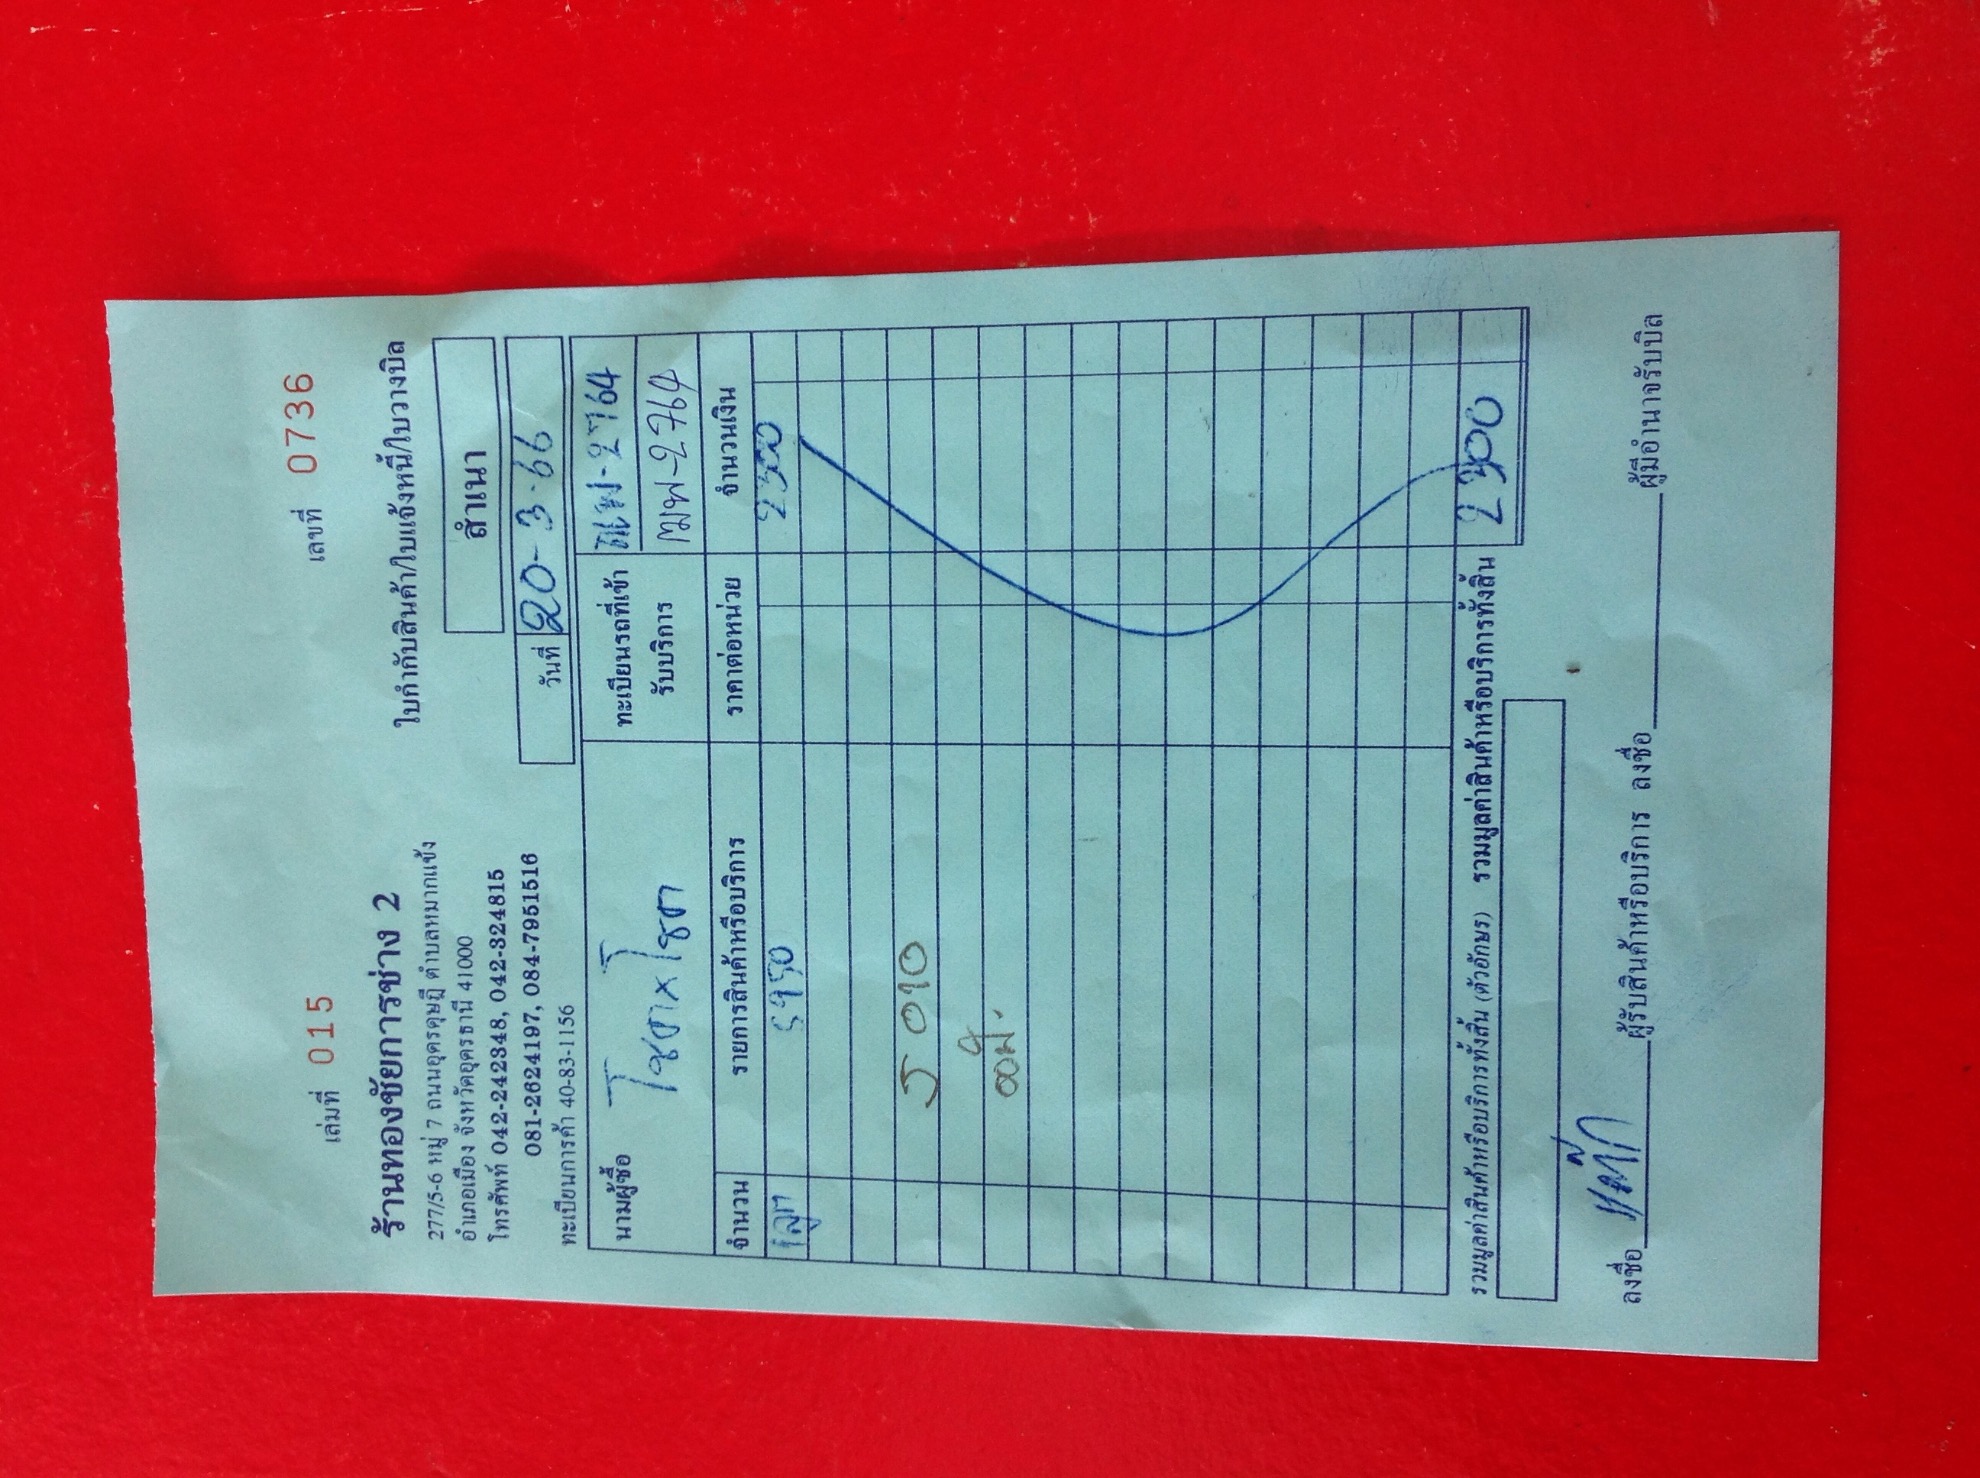 เล่มที่ 015 เลขที่ 0736
ร้านทองชัยการช่าง 2
277/5-6 หมู่ 7 ถนนอุดรดุษฎี ตำบลหมากแข้ง
อำเภอเมือง จังหวัดอุดรธานี 41000
โทรศัพท์ 042-242348, 042-324815
081-2624197, 084-7951516
ทะเบียนการค้า 40-83-1156
ใบกำกับสินค้า/ใบแจ้งหนี้/ใบวางบิล
สำเนา
วันที่ 20-3-66
นามผู้ซื้อ
ทะเบียนรถที่เข้า
รับบริการ
2764
2764
จำนวน รายการสินค้าหรือบริการ ราคาต่อหน่วย จำนวนเงิน
2300
รวมมูลค่าสินค้าหรือบริการทั้งสิ้น (ตัวอักษร) รวมมูลค่าสินค้าหรือบริการทั้งสิ้น 2300
ลงชื่อ ผู้รับสินค้าหรือบริการ ลงชื่อ ผู้มีอำนาจรับบิล